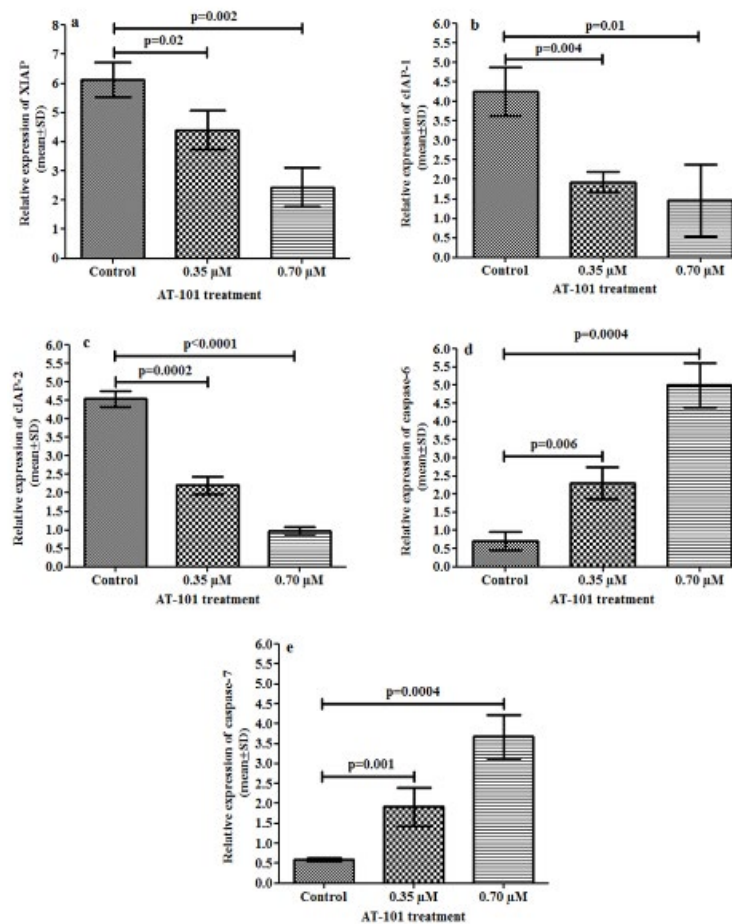 a
p=0.002
p=0.02
Relative expression of XIAP
(mean±SD)
8
7
6
5
4
3
2
1
0
Control 0.35 µM 0.70 µM
AT-101 treatment
b
p=0.01
p=0.004
Relative expression of cIAP-1
(mean±SD)
6.0
5.5
5.0
4.5
4.0
3.5
3.0
2.5
2.0
1.5
1.0
0.5
0.0
Control 0.35 µM 0.70 µM
AT-101 treatment
c
p<0.0001
p=0.0002
Relative expression of cIAP-2
(mean±SD)
6.0
5.5
5.0
4.5
4.0
3.5
3.0
2.5
2.0
1.5
1.0
0.5
0.0
Control 0.35 µM 0.70 µM
AT-101 treatment
d
p=0.0004
p=0.006
Relative expression of caspase-6
(mean±SD)
6.0
5.5
5.0
4.5
4.0
3.5
3.0
2.5
2.0
1.5
1.0
0.5
0.0
Control 0.35 µM 0.70 µM
AT-101 treatment
e
p=0.0004
p=0.001
Relative expression of caspase-7
(mean±SD)
6.0
5.5
5.0
4.5
4.0
3.5
3.0
2.5
2.0
1.5
1.0
0.5
0.0
Control 0.35 µM 0.70 µM
AT-101 treatment